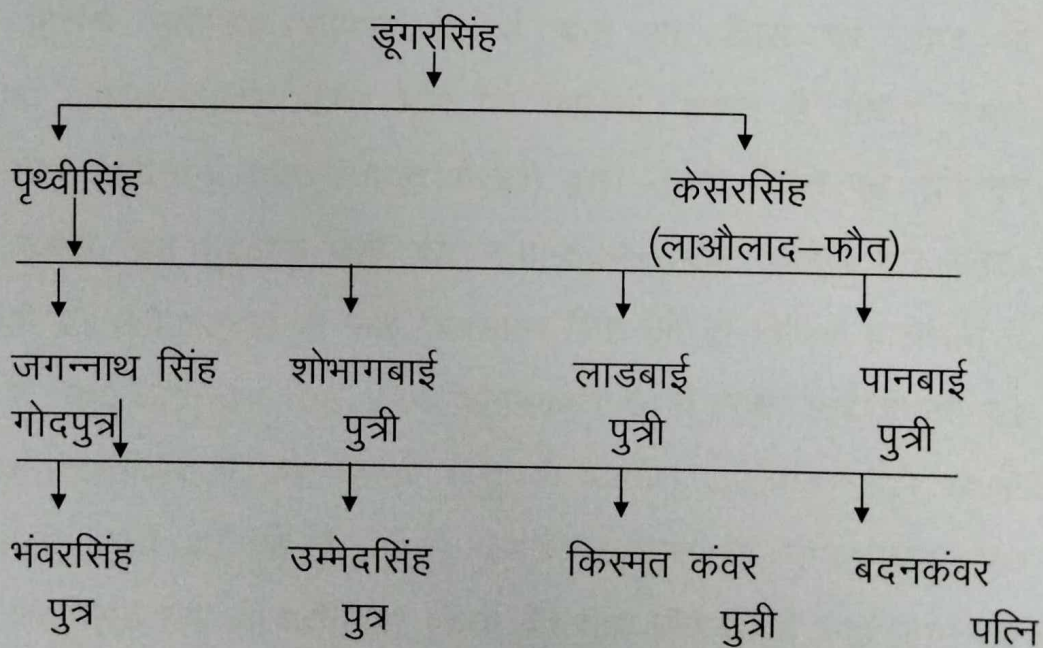 डूंगरसिंह
पृथ्वीसिंह केसरसिंह
(लाऔलाद–फौत)
जगन्नाथ सिंह शोभागबाई लाडबाई पानबाई
गोदपुत्र पुत्री पुत्री पुत्री
भंवरसिंह उम्मेदसिंह किस्मत कंवर बदनकंवर
पुत्र पुत्र पुत्री पत्नि